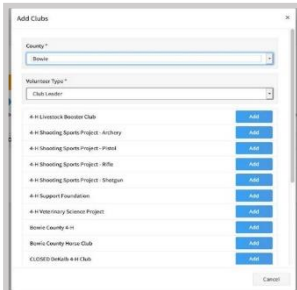 Add Clubs ×
County *
Bowie
Volunteer Type *
Club Leader
4-H Livestock Booster Club Add
4-H Shooting Sports Project - Archery Add
4-H Shooting Sports Project - Pistol Add
4-H Shooting Sports Project - Rifle Add
4-H Shooting Sports Project - Shotgun Add
4-H Support Foundation Add
4-H Veterinary Science Project Add
Bowie County 4-H Add
Bowie County Horse Club Add
CLOSED DeKalb 4-H Club Add
Cancel